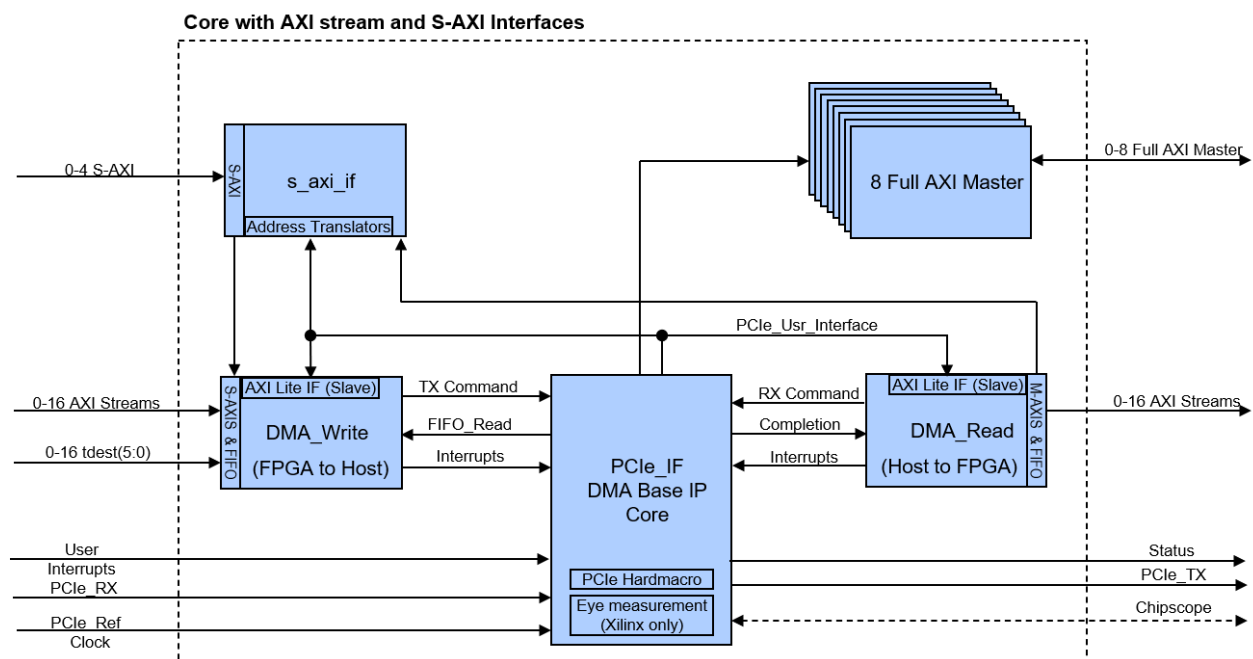 Core with AXI stream and S-AXI Interfaces
0-4 S-AXI
S-AXI
s_axi_if
Address Translators
8 Full AXI Master
0-8 Full AXI Master
PCIe_Usr_Interface
0-16 AXI Streams
0-16 tdest(5:0)
S-AXIS & FIFO
AXI Lite IF (Slave)
DMA_Write
(FPGA to Host)
TX Command
FIFO_Read
Interrupts
PCIe_IF
DMA Base IP
Core
PCIe Hardmacro
Eye measurement
(Xilinx only)
RX Command
Completion
Interrupts
AXI Lite IF (Slave)
DMA_Read
(Host to FPGA)
M-AXIS & FIFO
0-16 AXI Streams
User
Interrupts
PCIe_RX
PCIe_Ref
Clock
Status
PCIe_TX
Chipscope